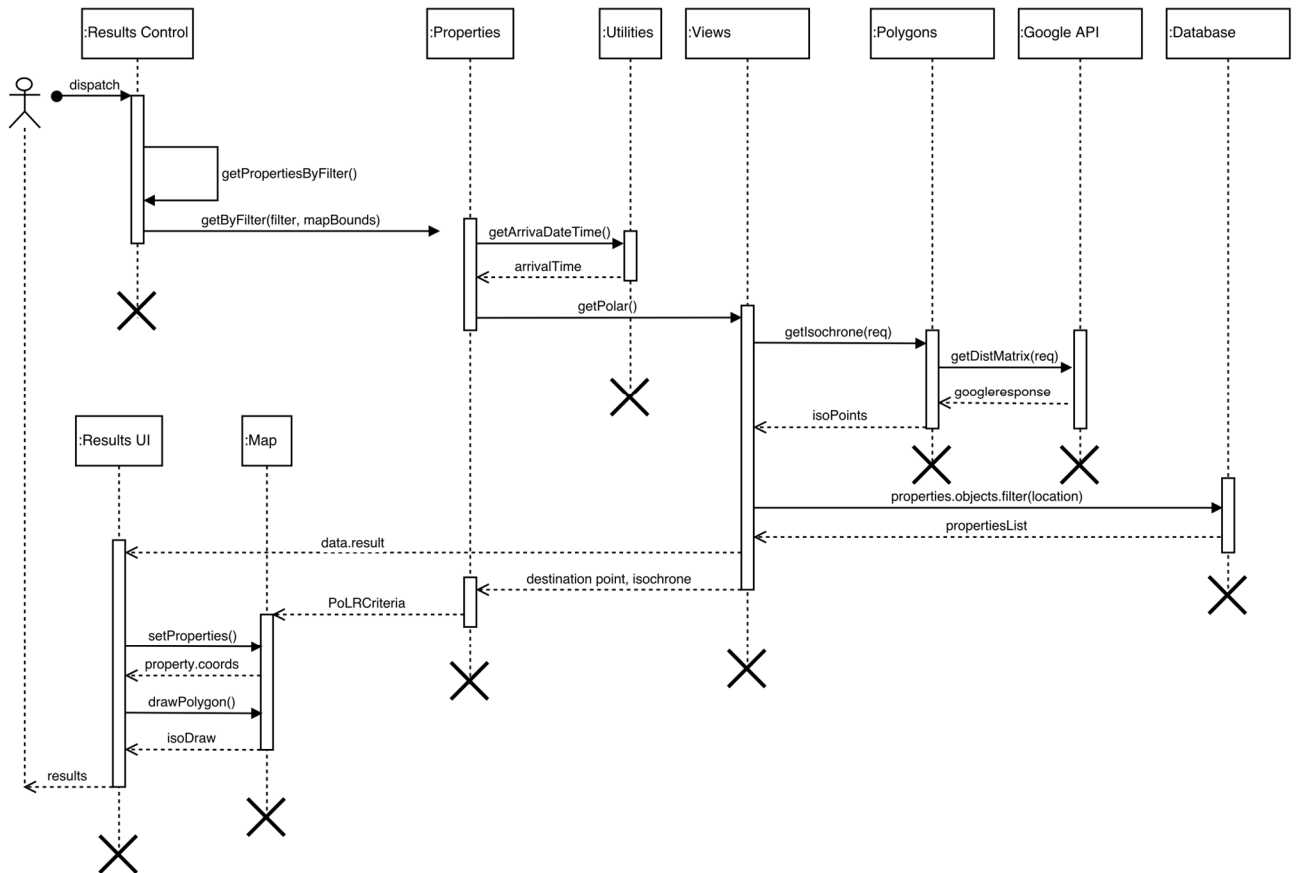 :Results Control
:Properties
:Utilities
:Views
:Polygons
:Google API
:Database
dispatch
getPropertiesByFilter()
getByFilter(filter, mapBounds)
getArrivaDateTime()
arrivalTime
getPolar()
getIsochrone(req)
getDistMatrix(req)
googleresponse
isoPoints
:Results UI
:Map
properties.objects.filter(location)
propertiesList
data.result
destination point, isochrone
PoLRCriteria
setProperties()
property.coords
drawPolygon()
isoDraw
results